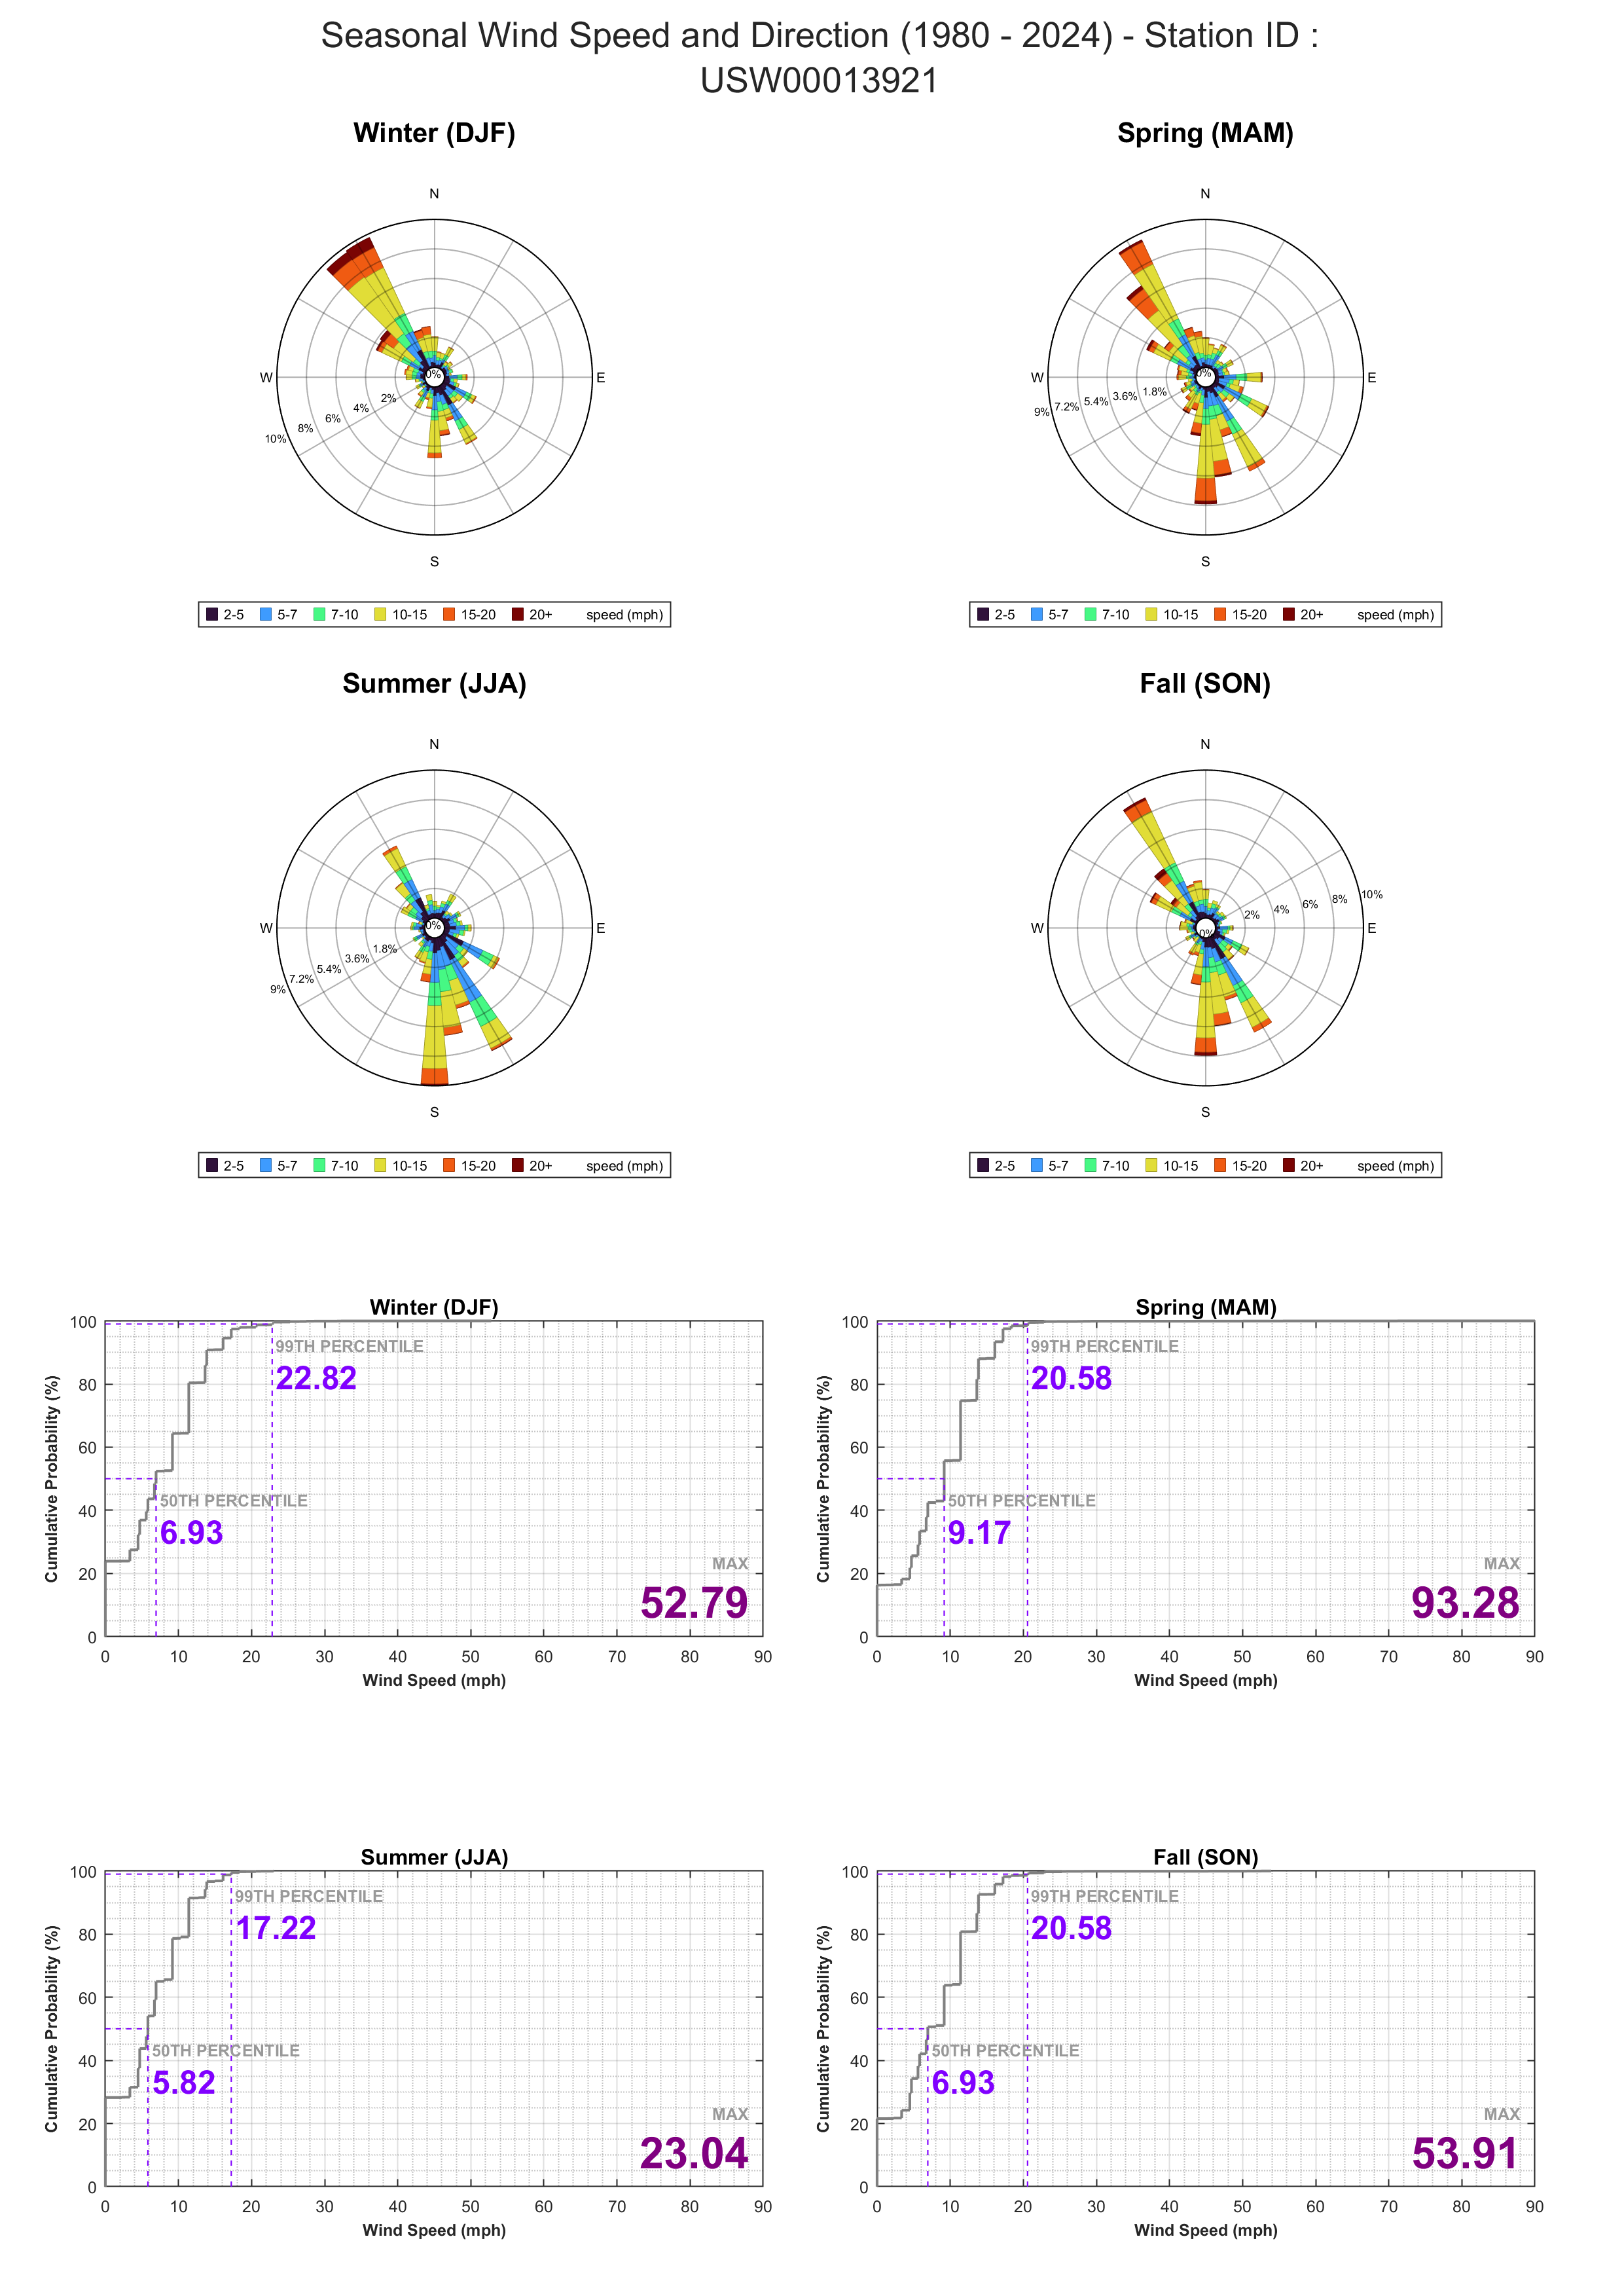 Seasonal Wind Speed and Direction (1980 - 2024) - Station ID :
USW00013921
Winter (DJF)
N
W
E
S
0%
2%
4%
6%
8%
10%
2-5 5-7 7-10 10-15 15-20 20+ speed (mph)
Spring (MAM)
N
W
E
S
0%
1.8%
3.6%
5.4%
7.2%
9%
2-5 5-7 7-10 10-15 15-20 20+ speed (mph)
Summer (JJA)
N
W
E
S
0%
1.8%
3.6%
5.4%
7.2%
9%
2-5 5-7 7-10 10-15 15-20 20+ speed (mph)
Fall (SON)
N
W
E
S
0%
2%
4%
6%
8%
10%
2-5 5-7 7-10 10-15 15-20 20+ speed (mph)
Winter (DJF)
Cumulative Probability (%)
100
80
60
40
20
0
99TH PERCENTILE
22.82
50TH PERCENTILE
6.93
MAX
52.79
0 10 20 30 40 50 60 70 80 90
Wind Speed (mph)
Spring (MAM)
Cumulative Probability (%)
100
80
60
40
20
0
99TH PERCENTILE
20.58
50TH PERCENTILE
9.17
MAX
93.28
0 10 20 30 40 50 60 70 80 90
Wind Speed (mph)
Summer (JJA)
Cumulative Probability (%)
100
80
60
40
20
0
99TH PERCENTILE
17.22
50TH PERCENTILE
5.82
MAX
23.04
0 10 20 30 40 50 60 70 80 90
Wind Speed (mph)
Fall (SON)
Cumulative Probability (%)
100
80
60
40
20
0
99TH PERCENTILE
20.58
50TH PERCENTILE
6.93
MAX
53.91
0 10 20 30 40 50 60 70 80 90
Wind Speed (mph)